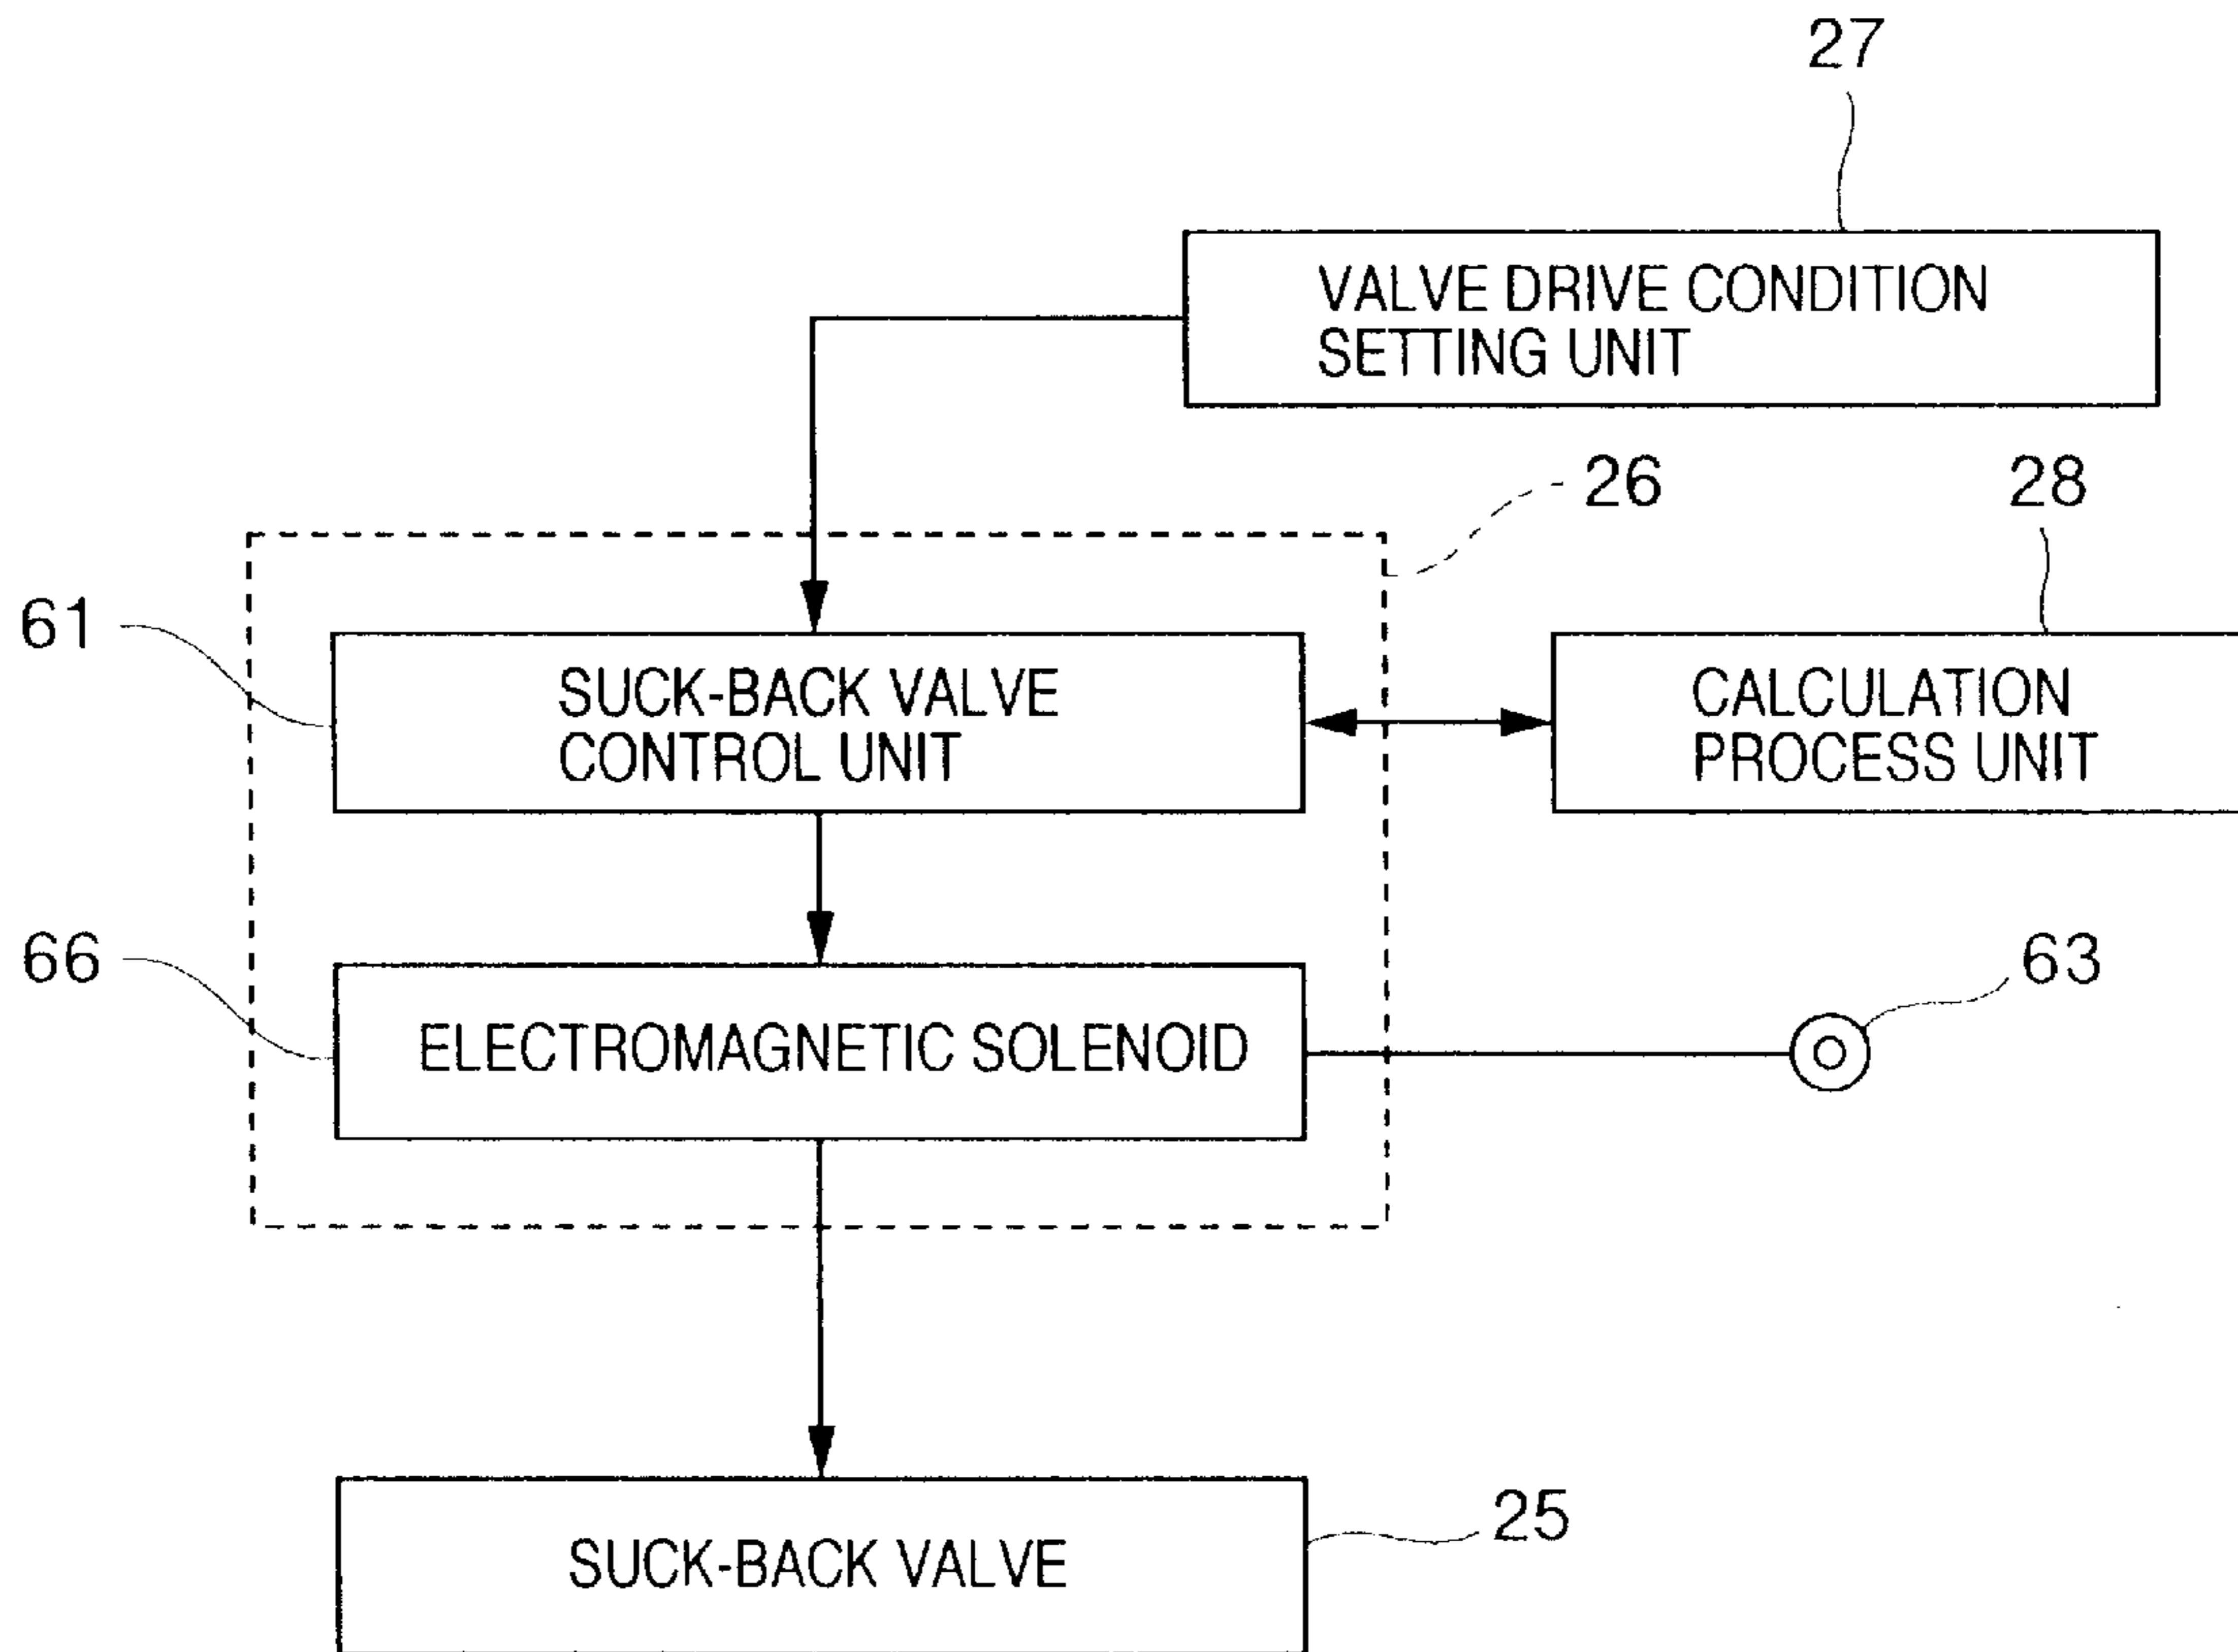 27
VALVE DRIVE CONDITION
SETTING UNIT
26
28
61
SUCK-BACK VALVE
CONTROL UNIT
CALCULATION
PROCESS UNIT
66
ELECTROMAGNETIC SOLENOID
63
25
SUCK-BACK VALVE